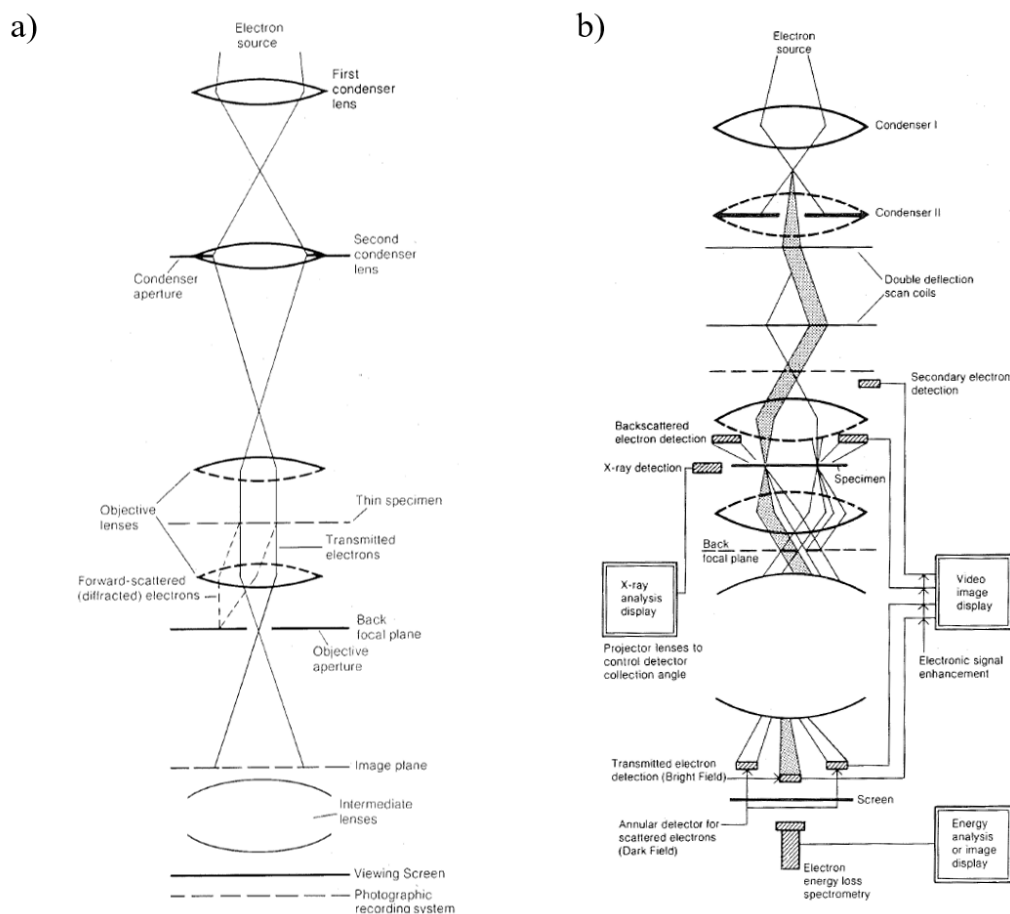 a)
Electron
source
First
condenser
lens
Second
condenser
lens
Condenser
aperture
Thin specimen
Objective
lenses
Transmitted
electrons
Forward-scattered
(diffracted) electrons
Back
focal plane
Objective
aperture
Image plane
Intermediate
lenses
Viewing Screen
Photographic
recording system
b)
Electron
source
Condenser I
Condenser II
Double deflection
scan coils
Secondary electron
detection
Backscattered
electron detection
X-ray detection
Specimen
Back
focal plane
X-ray
analysis
display
Video
image
display
Projector lenses to
control detector
collection angle
Electronic signal
enhancement
Transmitted electron
detection (Bright Field)
Screen
Annular detector for
scattered electrons
(Dark Field)
Electron
energy loss
spectrometry
Energy
analysis
or image
display